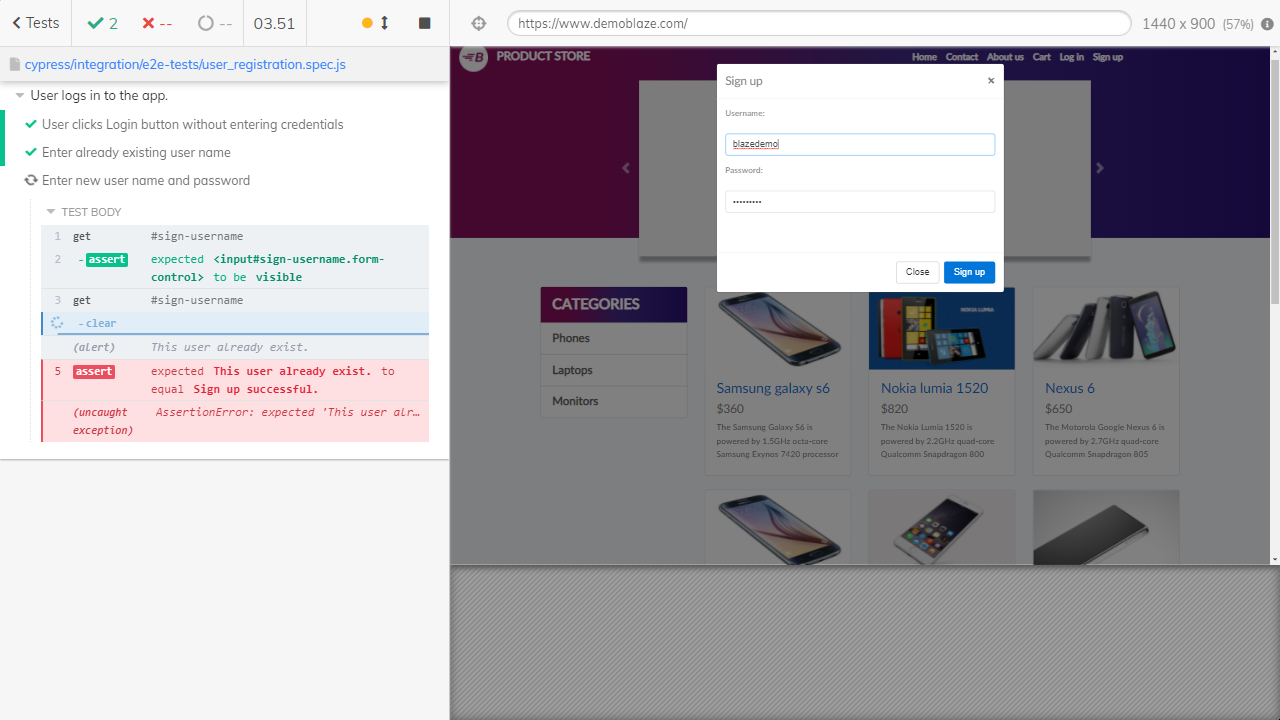 Tests
2
--
--
03.51
https://www.demoblaze.com/
1440 x 900 (57%)
cypress/integration/e2e-tests/user_registration.spec.js
User logs in to the app.
User clicks Login button without entering credentials
Enter already existing user name
Enter new user name and password
TEST BODY
1 get #sign-username
2 -assert expected <input#sign-username.form-
control> to be visible
3 get #sign-username
-clear
(alert) This user already exist.
5 assert expected This user already exist. to
equal Sign up successful.
(uncaught AssertionError: expected 'This user alr…
exception)
PRODUCT STORE
Home Contact About us Cart Log in Sign up
Sign up
×
Username:
blazedemo
Password:
•••••••••
Close
Sign up
CATEGORIES
Phones
Laptops
Monitors
NOKIA LUMIA
Samsung galaxy s6
$360
The Samsung Galaxy S6 is
powered by 1.5GHz octa-core
Samsung Exynos 7420 processor
Nokia lumia 1520
$820
The Nokia Lumia 1520 is
powered by 2.2GHz quad-core
Qualcomm Snapdragon 800
Nexus 6
$650
The Motorola Google Nexus 6 is
powered by 2.7GHz quad-core
Qualcomm Snapdragon 805